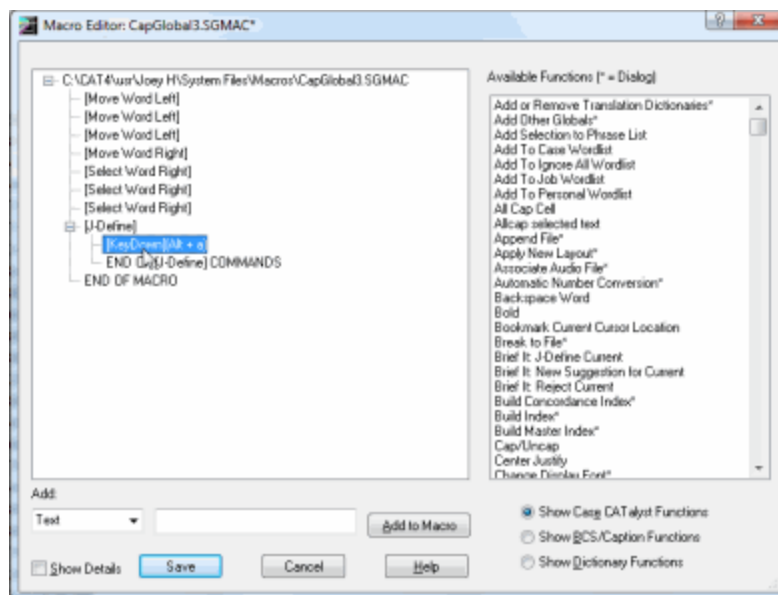 Macro Editor: CapGlobal3.SGMAC*
C:\CAT4\usr\Joey H\System Files\Macros\CapGlobal3.SGMAC
[Move Word Left]
[Move Word Left]
[Move Word Left]
[Move Word Right]
[Select Word Right]
[Select Word Right]
[Select Word Right]
[J-Define]
[KeyDown](Alt + a)
END [J-Define] COMMANDS
END OF MACRO
Available Functions (* = Dialog)
Add or Remove Translation Dictionaries*
Add Other Globals*
Add Selection to Phrase List
Add To Case Wordlist
Add To Ignore All Wordlist
Add To Job Wordlist
Add To Personal Wordlist
All Cap Cell
Allcap selected text
Append File*
Apply New Layout*
Associate Audio File*
Automatic Number Conversion*
Backspace Word
Bold
Bookmark Current Cursor Location
Break to File*
Brief It: J-Define Current
Brief It: New Suggestion for Current
Brief It: Reject Current
Build Concordance Index*
Build Index*
Build Master Index*
Cap/Uncap
Center Justify
Change Display Font*
Add:
Text
Add to Macro
Show Details
Save
Cancel
Help
Show Case CATalyst Functions
Show BCS/Caption Functions
Show Dictionary Functions